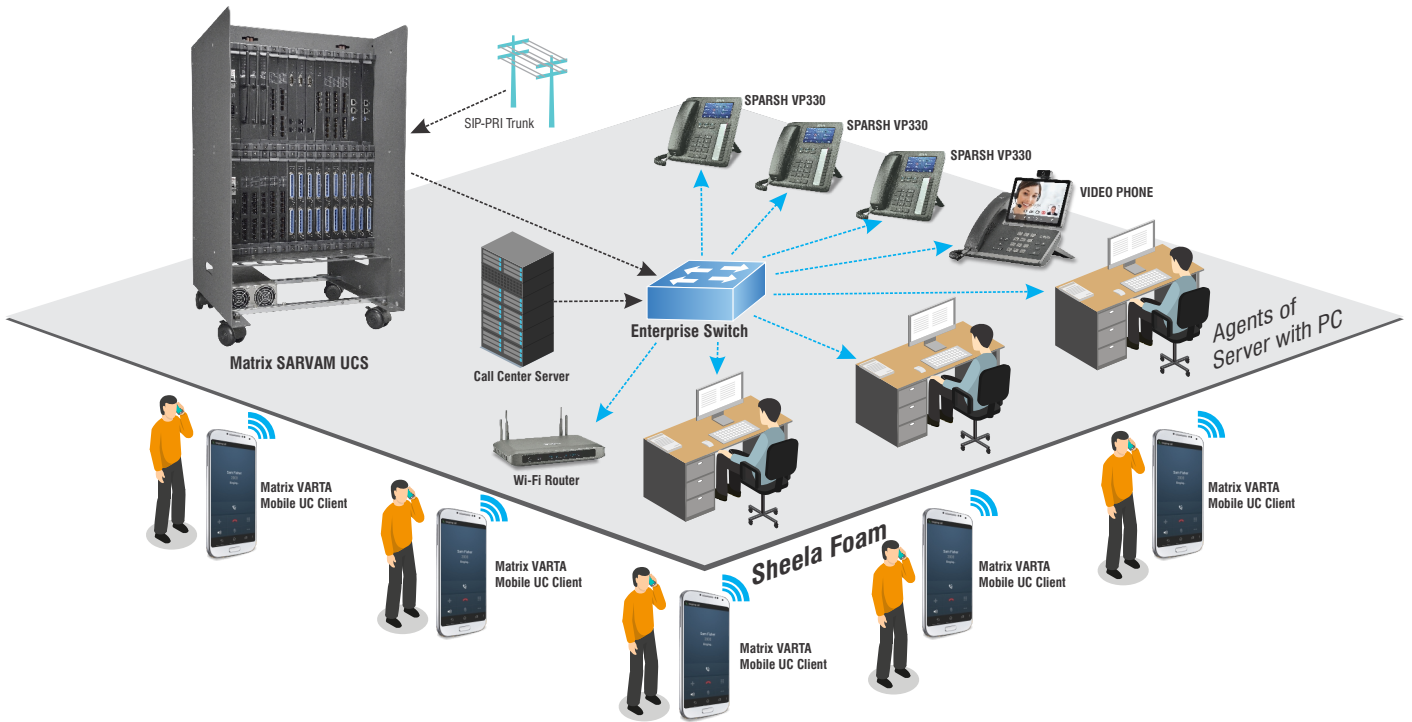 SIP-PRI Trunk
SPARSH VP330
SPARSH VP330
SPARSH VP330
VIDEO PHONE
Matrix SARVAM UCS
Call Center Server
Enterprise Switch
Agents of
Server with PC
Wi-Fi Router
Sheela Foam
Matrix VARTA
Mobile UC Client
Matrix VARTA
Mobile UC Client
Matrix VARTA
Mobile UC Client
Matrix VARTA
Mobile UC Client
Matrix VARTA
Mobile UC Client